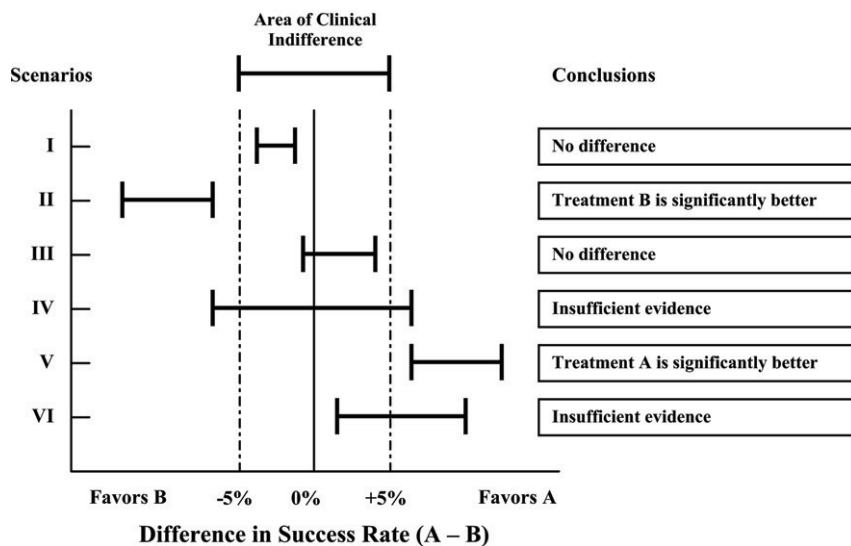 Area of Clinical
Indifference
Scenarios
Conclusions
I
No difference
II
Treatment B is significantly better
III
No difference
IV
Insufficient evidence
V
Treatment A is significantly better
VI
Insufficient evidence
Favors B
-5%
0%
+5%
Favors A
Difference in Success Rate (A – B)